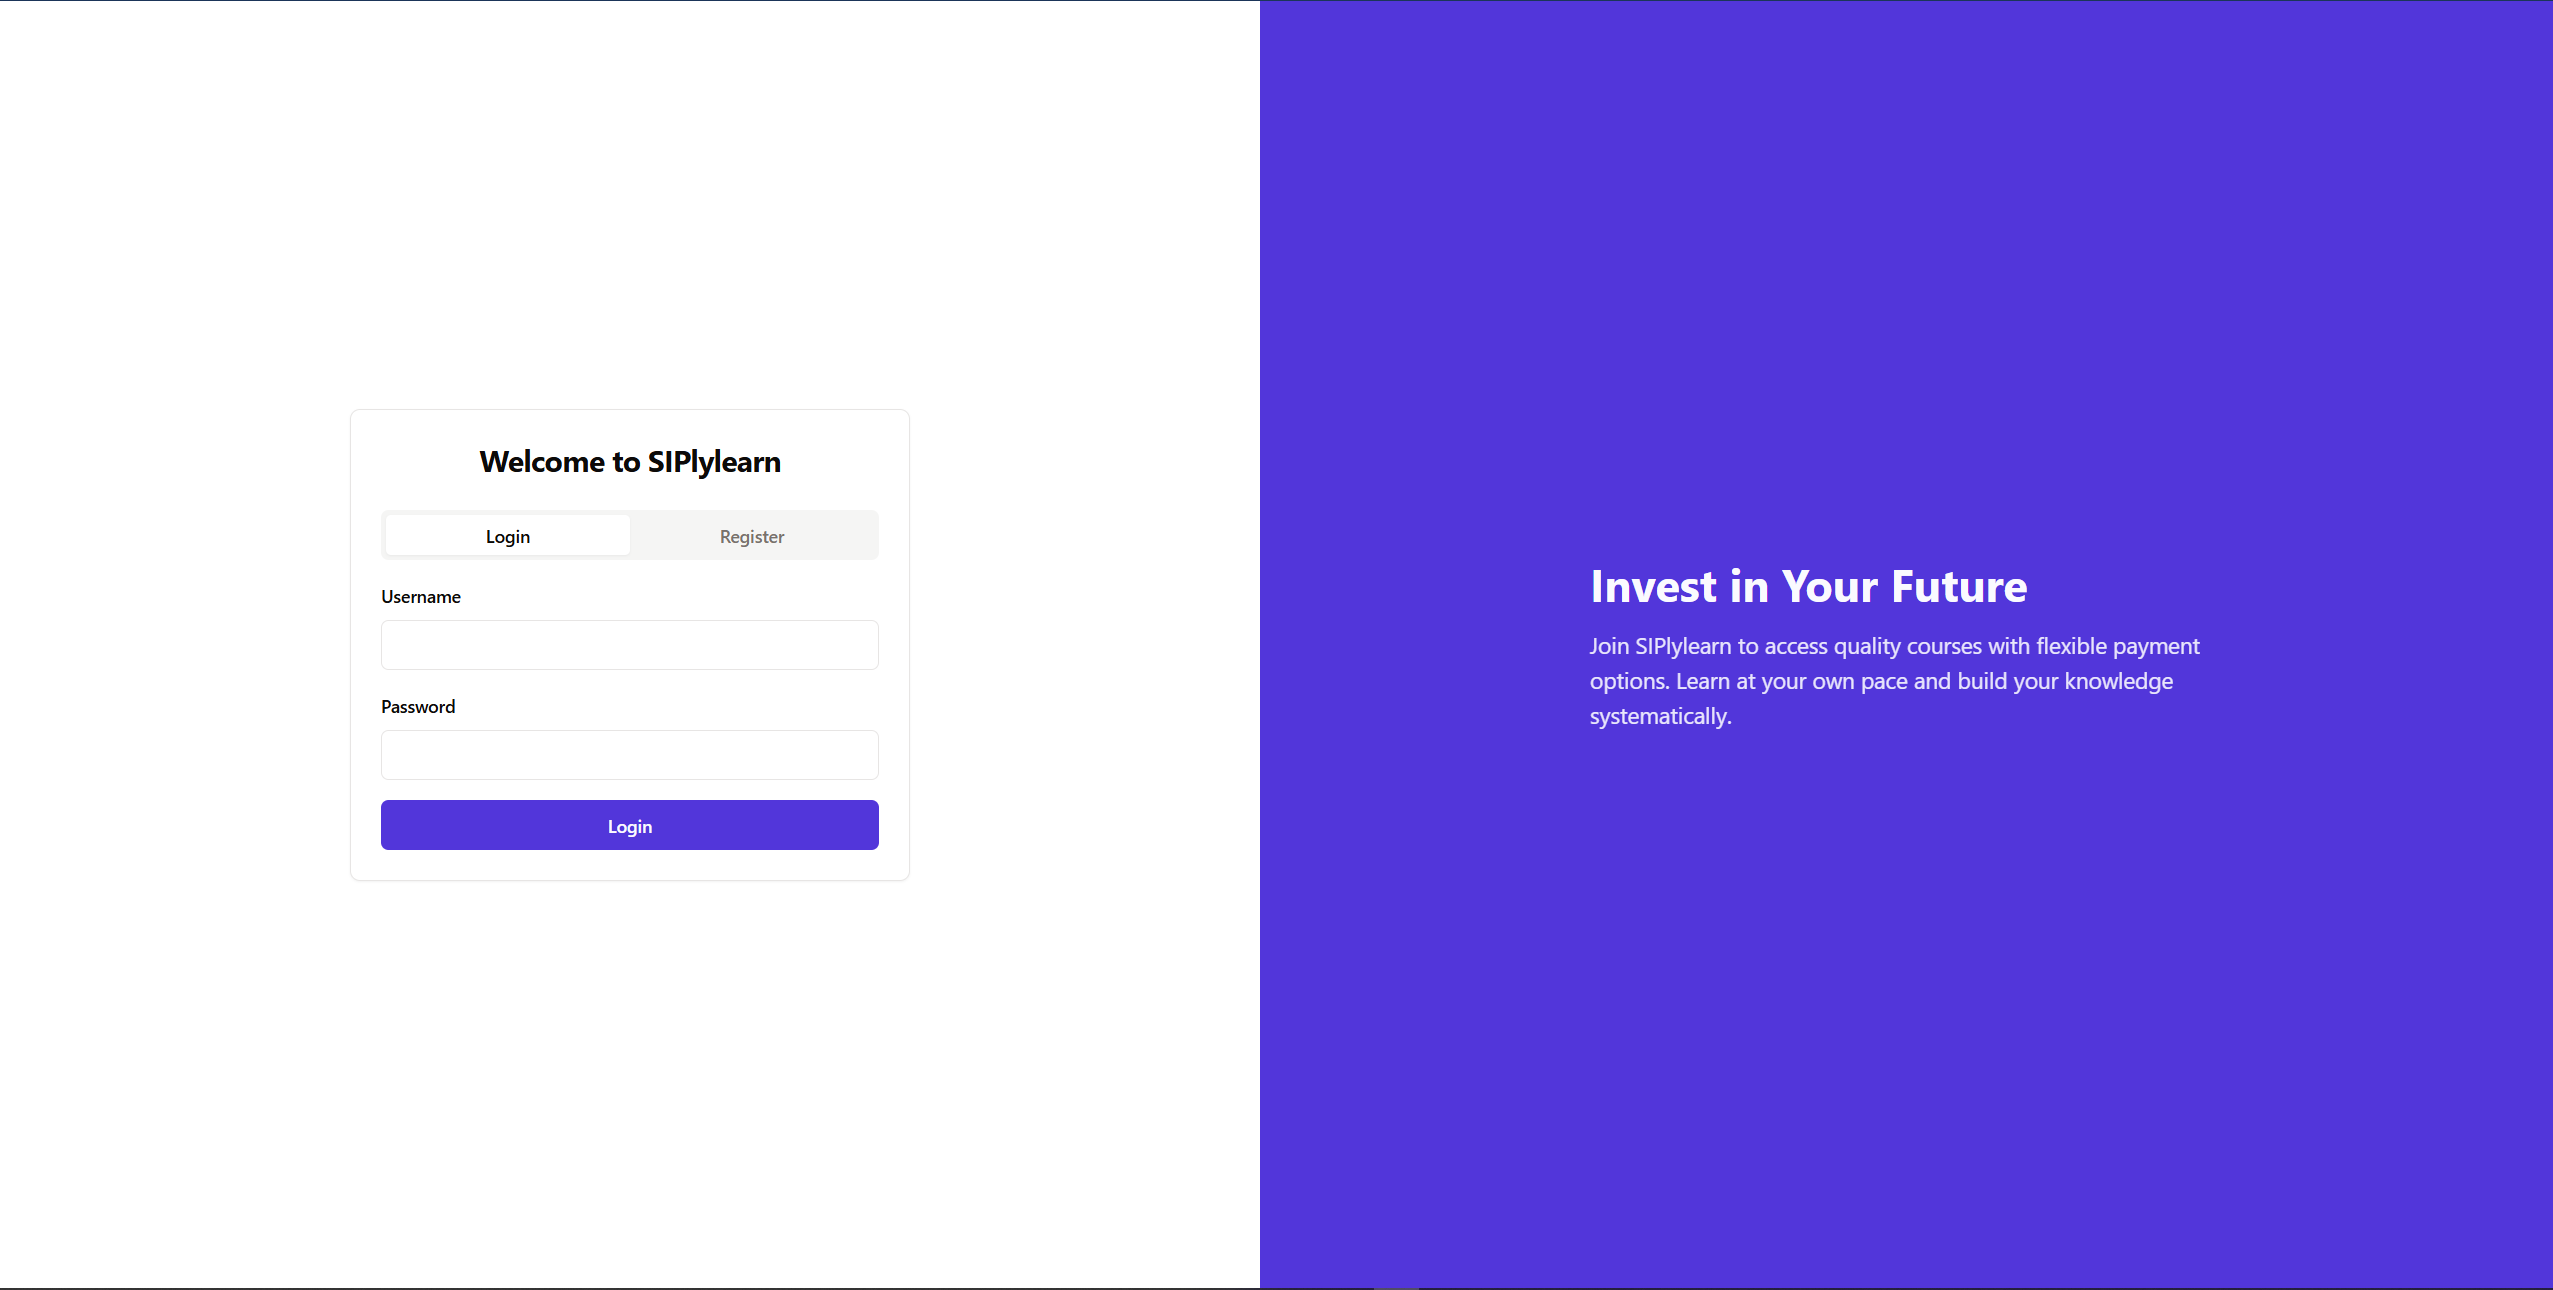 Welcome to SIPlylearn
Login
Register
Username
Password
Login
Invest in Your Future
Join SIPlylearn to access quality courses with flexible payment
options. Learn at your own pace and build your knowledge
systematically.